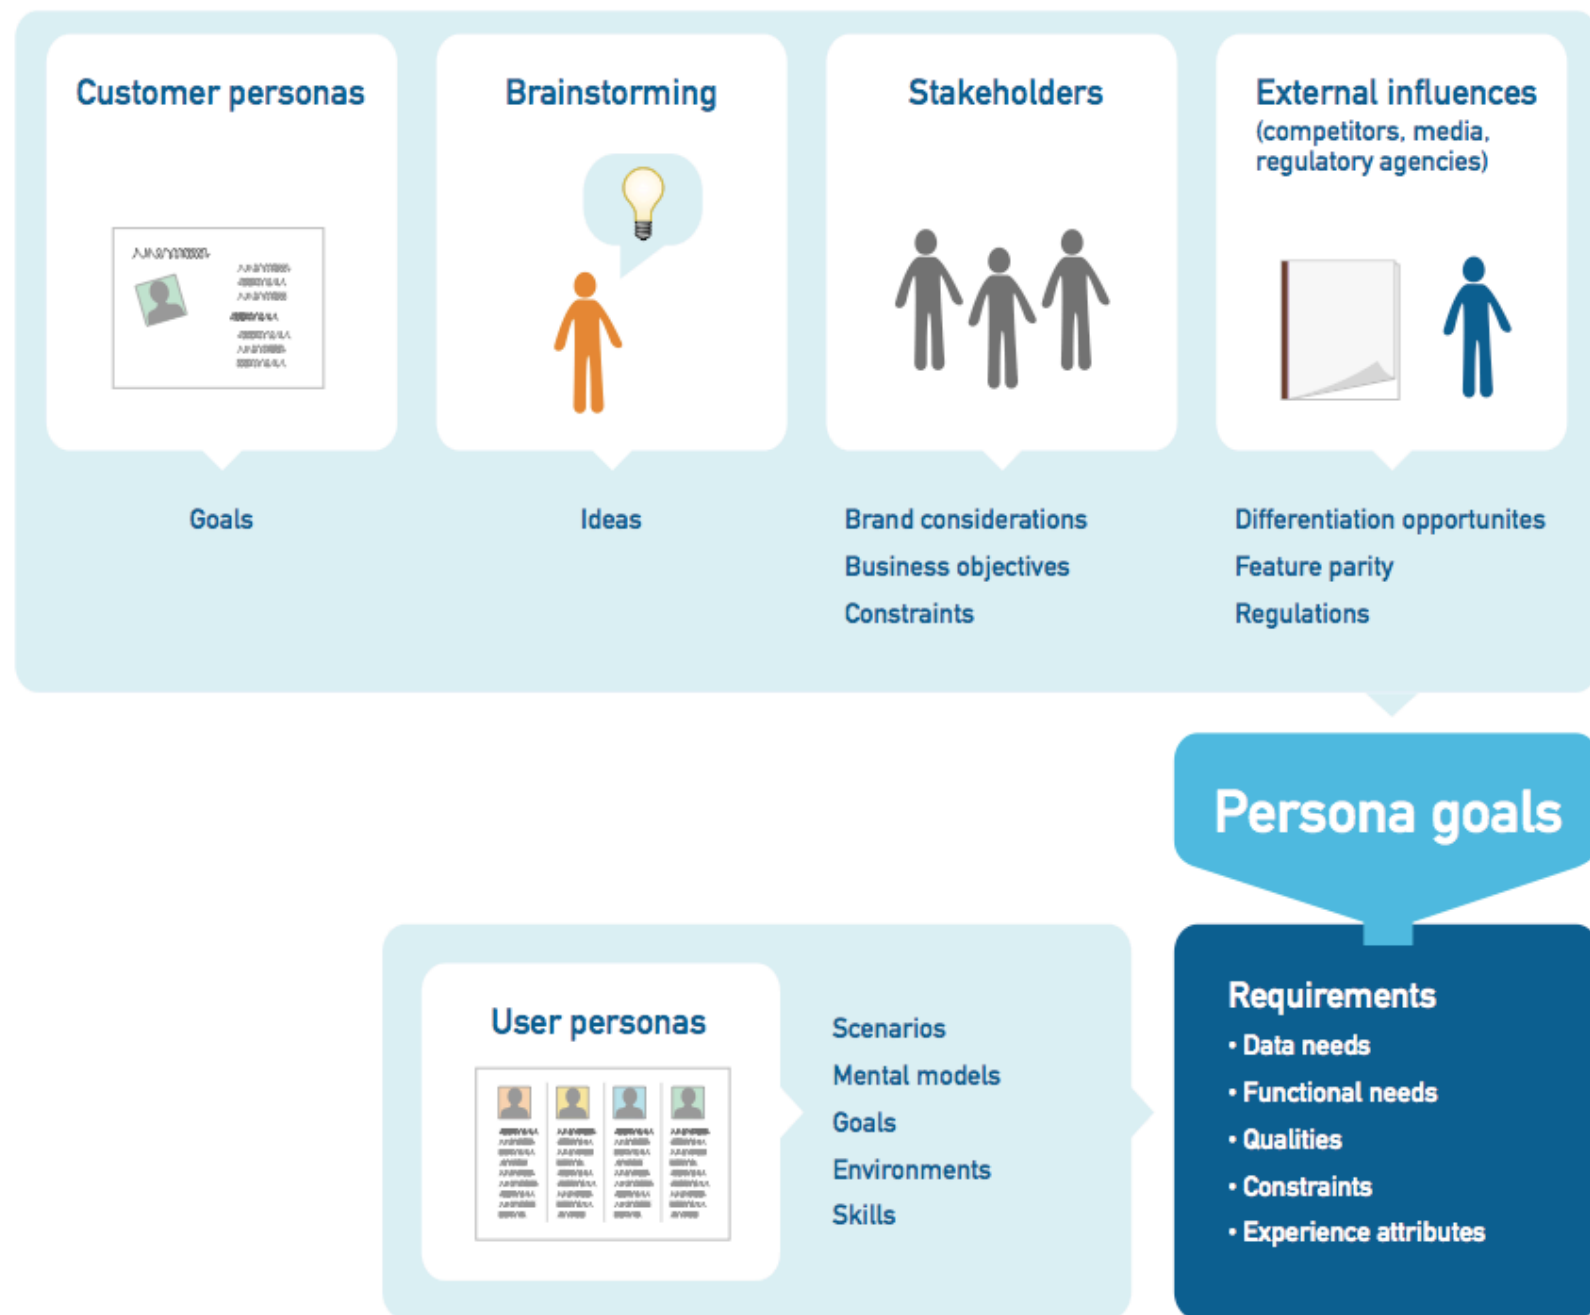 Customer personas
Goals
Brainstorming
Ideas
Stakeholders
Brand considerations
Business objectives
Constraints
External influences
(competitors, media,
regulatory agencies)
Differentiation opportunites
Feature parity
Regulations
Persona goals
User personas
Scenarios
Mental models
Goals
Environments
Skills
Requirements
• Data needs
• Functional needs
• Qualities
• Constraints
• Experience attributes